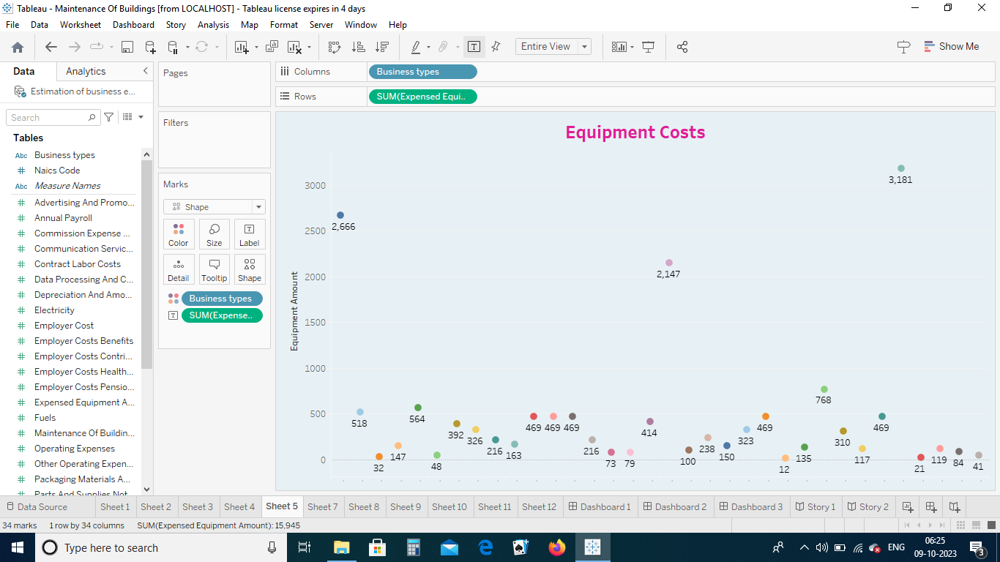 Tableau - Maintenance Of Buildings [from LOCALHOST] - Tableau license expires in 4 days
File Data Worksheet Dashboard Story Analysis Map Format Server Window Help
Entire View
Show Me
Data Analytics
Estimation of business e...
Search
Tables
Abc Business types
# Naics Code
Abc Measure Names
# Advertising And Promo...
# Annual Payroll
# Commission Expense ...
# Communication Servic...
# Contract Labor Costs
# Data Processing And C...
# Depreciation And Amo...
# Electricity
# Employer Cost
# Employer Costs Benefits
# Employer Costs Contri...
# Employer Costs Health...
# Employer Costs Pensio...
# Expensed Equipment A...
# Fuels
# Maintenance Of Buildin...
# Operating Expenses
# Other Operating Expen...
# Packaging Materials A...
# Parts And Supplies Not...
Pages
Filters
Marks
Shape
Color Size Label
Detail Tooltip Shape
Business types
SUM(Expense..
Columns Business types
Rows SUM(Expensed Equi..
Equipment Costs
Equipment Amount
3000
2500
2000
1500
1000
500
0
2,666
518
32
147
564
48
392
326
216
163
469
469
469
216
73
79
414
2,147
100
238
150
323
469
12
135
768
310
117
469
3,181
21
119
84
41
Data Source Sheet 1 Sheet 2 Sheet 3 Sheet 4 Sheet 5 Sheet 7 Sheet 8 Sheet 9 Sheet 10 Sheet 11 Sheet 12 Dashboard 1 Dashboard 2 Dashboard 3 Story 1 Story 2
34 marks 1 row by 34 columns SUM(Expensed Equipment Amount): 15,945
Type here to search
ENG
06:25
09-10-2023
3